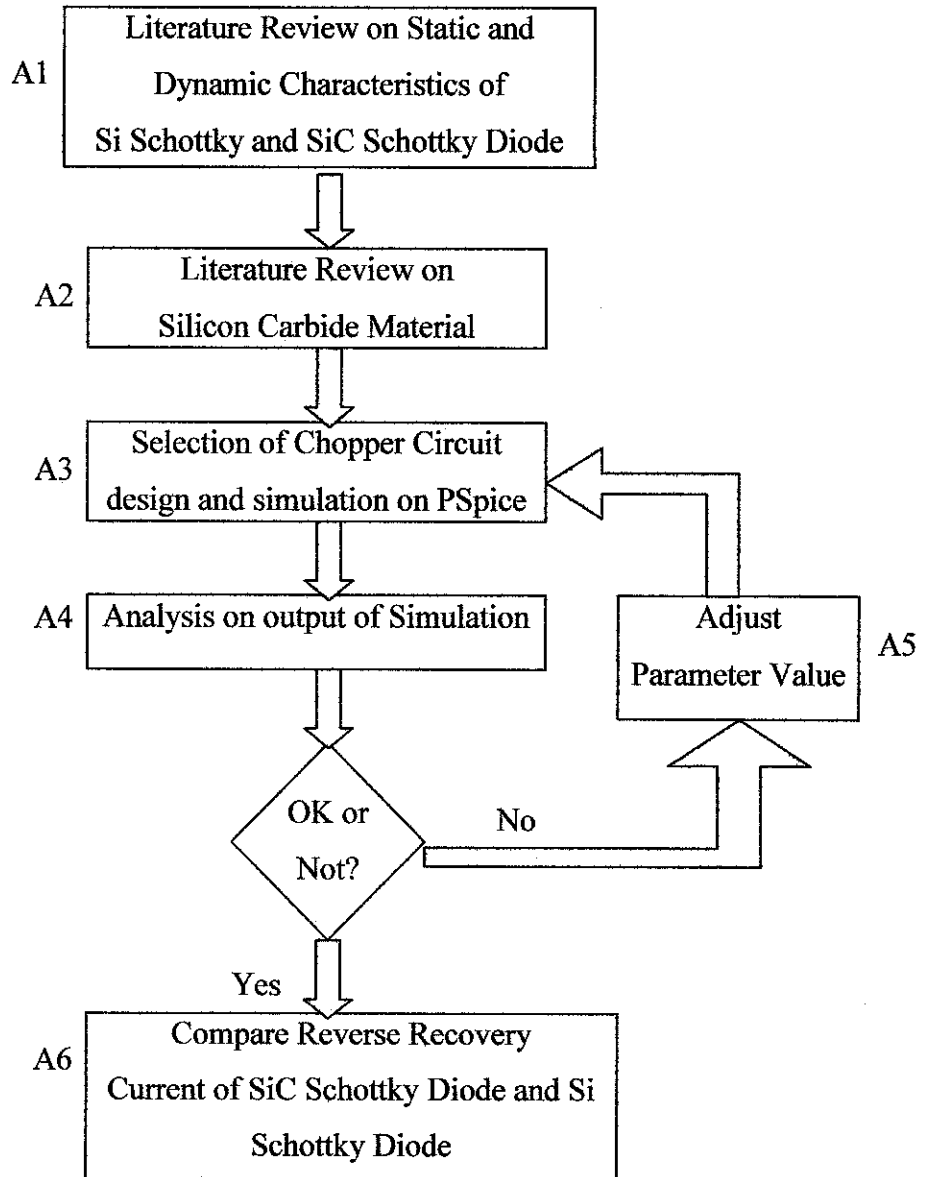 A1
Literature Review on Static and
Dynamic Characteristics of
Si Schottky and SiC Schottky Diode
A2
Literature Review on
Silicon Carbide Material
A3
Selection of Chopper Circuit
design and simulation on PSpice
A4
Analysis on output of Simulation
Adjust
Parameter Value
A5
OK or
Not?
No
Yes
A6
Compare Reverse Recovery
Current of SiC Schottky Diode and Si
Schottky Diode